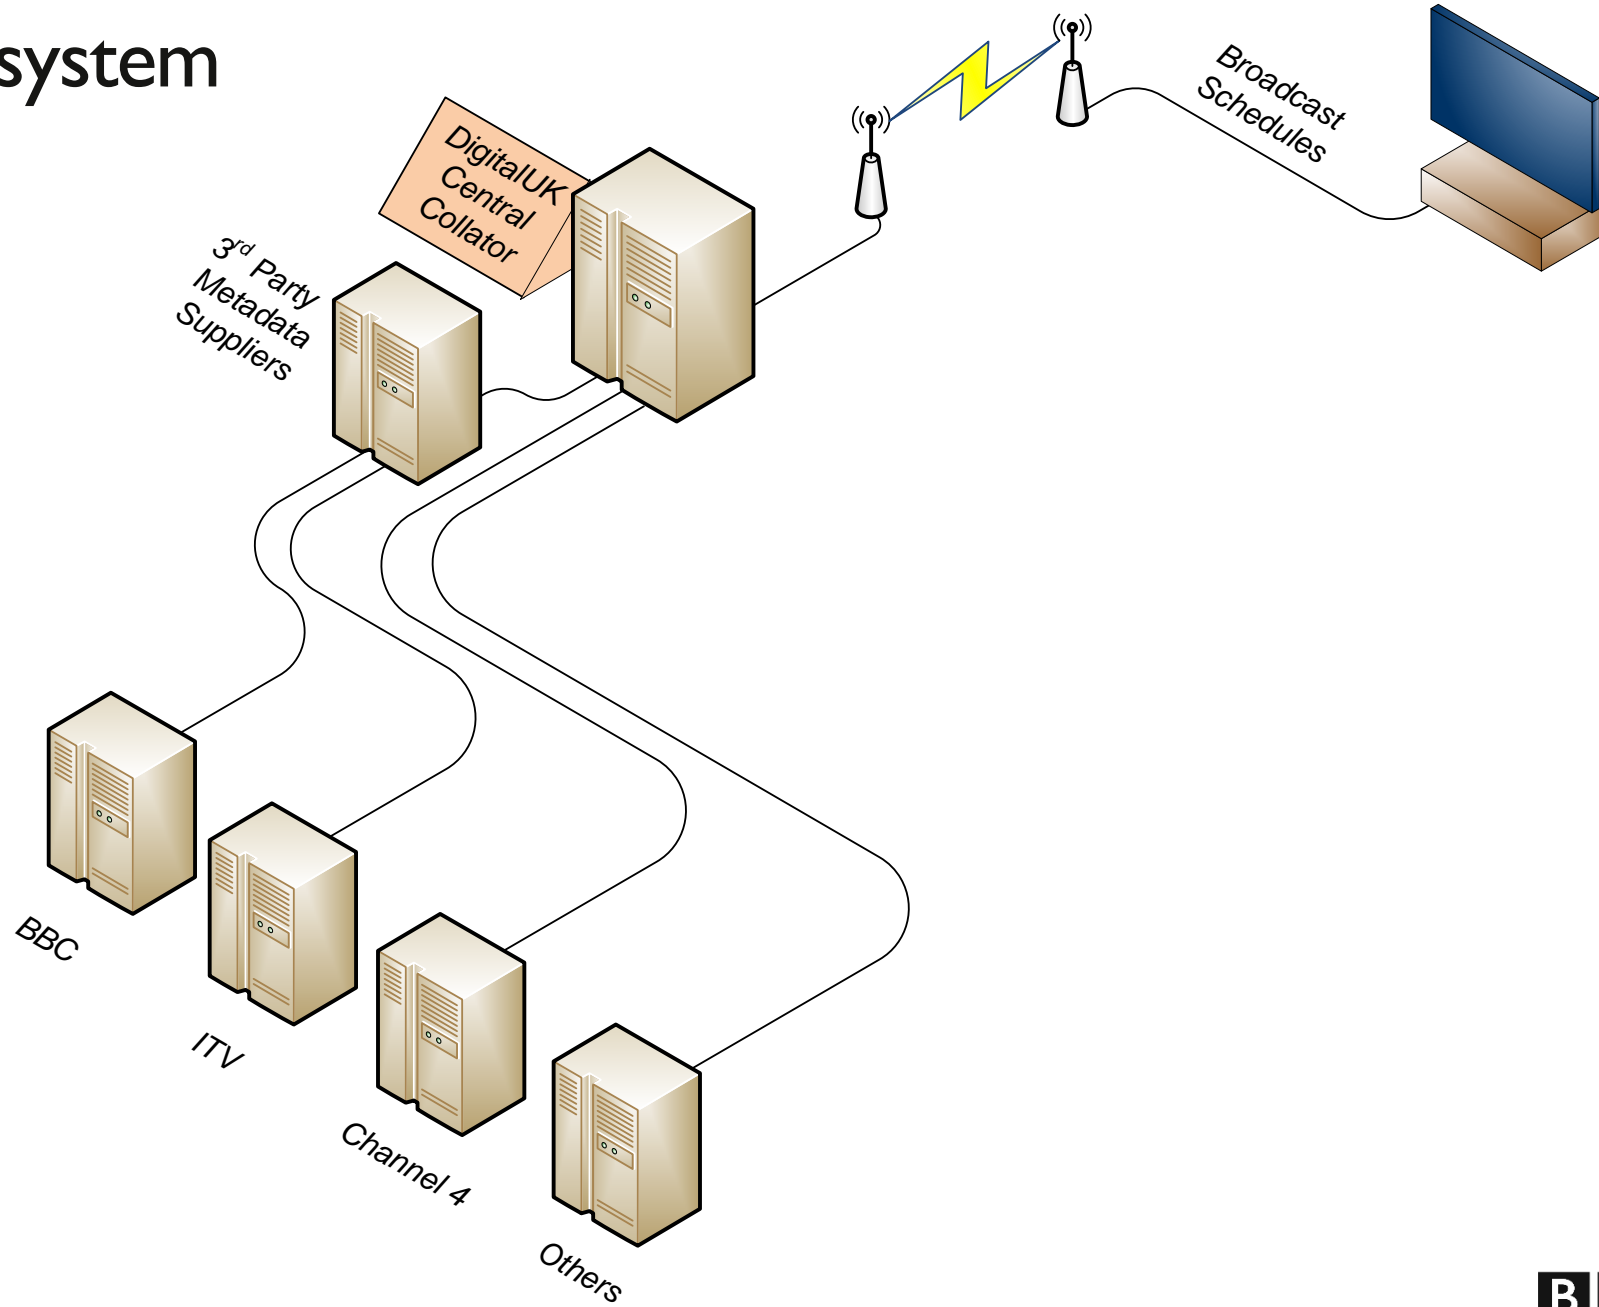 system
Broadcast
Schedules
DigitalUK
Central
Collator
3rd Party
Metadata
Suppliers
BBC
ITV
Channel 4
Others
B